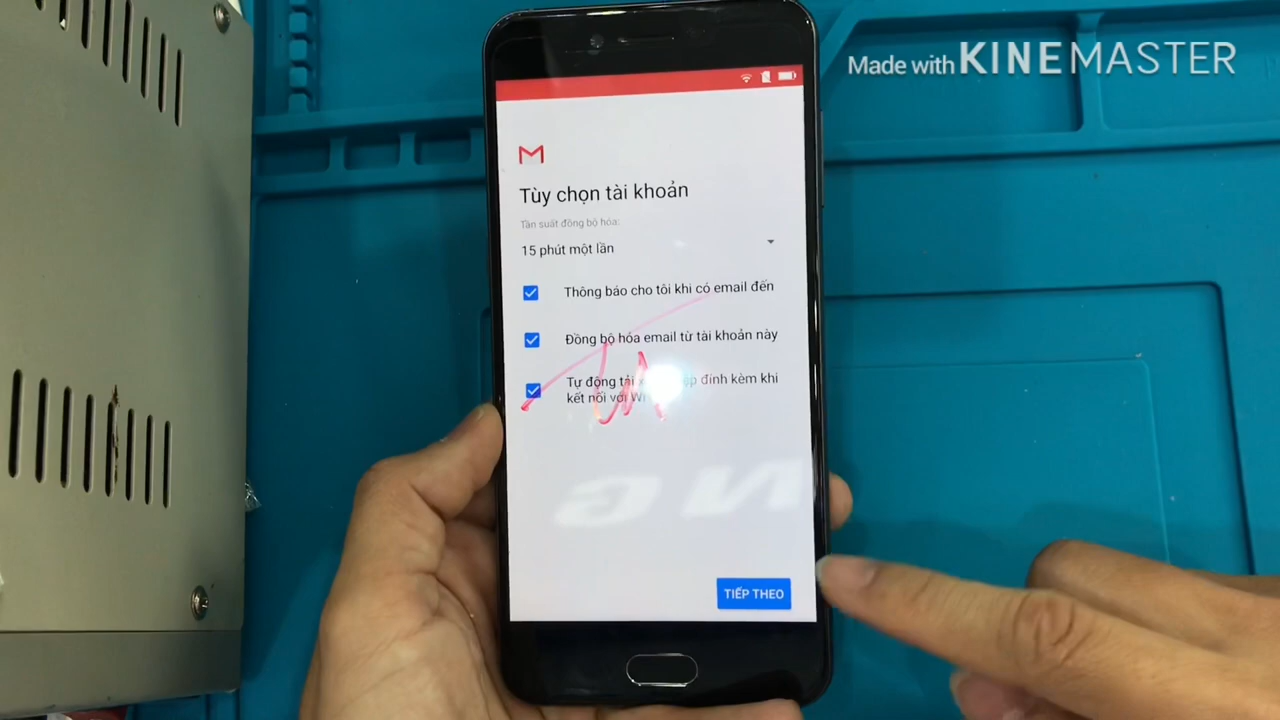 Made with KINEMASTER
Tùy chọn tài khoản
Tần suất đồng bộ hóa:
15 phút một lần
Thông báo cho tôi khi có email đến
Đồng bộ hóa email từ tài khoản này
Tự động tải đính kèm khi
kết nối với
TIẾP THEO